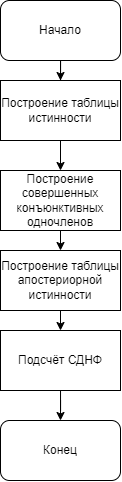 Начало
Построение таблицы
истинности
Построение
совершенных
конъюнктивных
одночленов
Построение таблицы
апостериорной
истинности
Подсчёт СДНФ
Конец